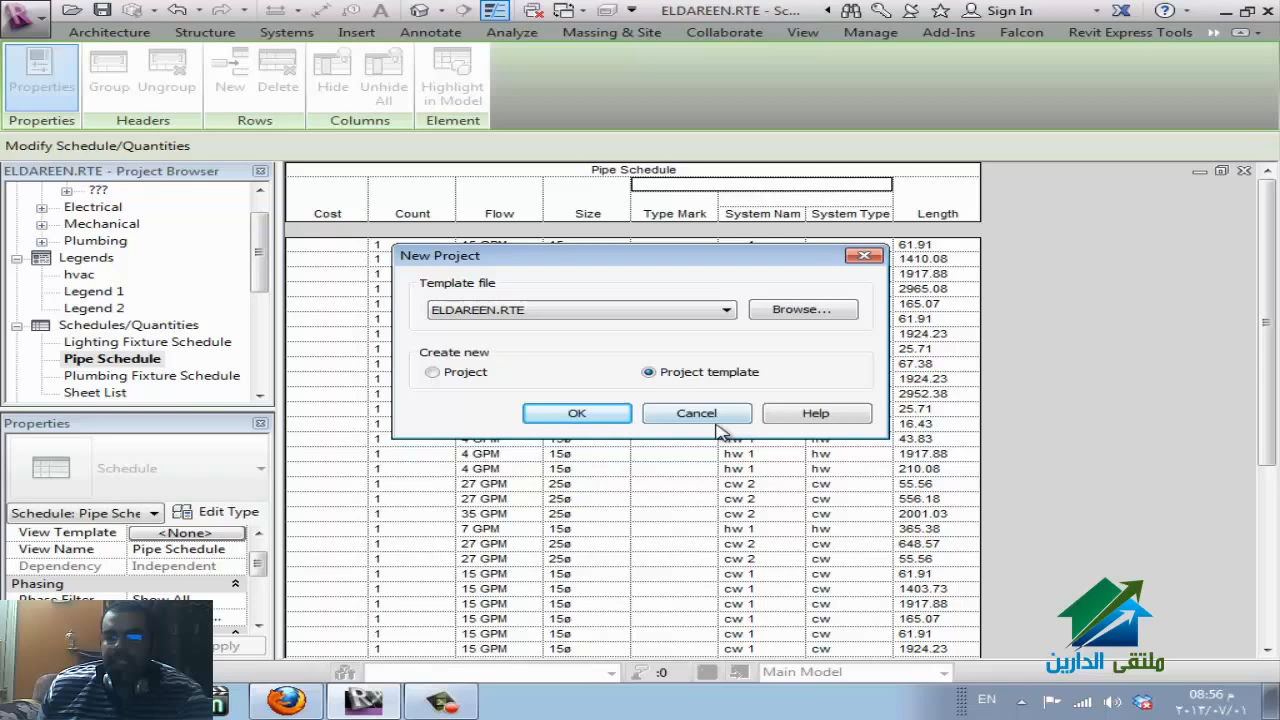 ELDAREEN.RTE - Sc...
Sign In
Architecture Structure Systems Insert Annotate Analyze Massing & Site Collaborate View Manage Add-Ins Falcon Revit Express Tools
Properties Group Ungroup New Delete Hide Unhide All Highlight in Model
Properties Headers Rows Columns Element
Modify Schedule/Quantities
ELDAREEN.RTE - Project Browser
???
Electrical
Mechanical
Plumbing
Legends
hvac
Legend 1
Legend 2
Schedules/Quantities
Lighting Fixture Schedule
Pipe Schedule
Plumbing Fixture Schedule
Sheet List
Properties
Schedule
Schedule: Pipe Sche
Edit Type
View Template <None>
View Name Pipe Schedule
Dependency Independent
Phasing
Phase Filter Show All
Pipe Schedule
Cost Count Flow Size Type Mark System Nam System Type Length
61.91
1410.08
1917.88
2965.08
165.07
61.91
1924.23
25.71
67.38
1924.23
2952.38
25.71
16.43
1 4 GPM 15ø hw 1 hw 43.83
1 4 GPM 15ø hw 1 hw 1917.88
1 4 GPM 15ø hw 1 hw 210.08
1 27 GPM 25ø cw 2 cw 55.56
1 27 GPM 25ø cw 2 cw 556.18
1 35 GPM 25ø cw 2 cw 2001.03
1 7 GPM 15ø hw 1 hw 365.38
1 27 GPM 25ø cw 2 cw 648.57
1 27 GPM 25ø cw 2 cw 55.56
1 15 GPM 15ø cw 1 cw 61.91
1 15 GPM 15ø cw 1 cw 1403.73
1 15 GPM 15ø cw 1 cw 1917.88
1 15 GPM 15ø cw 1 cw 165.07
1 15 GPM 15ø cw 1 cw 61.91
1 15 GPM 15ø cw 1 cw 1924.23
New Project
Template file
ELDAREEN.RTE
Browse...
Create new
Project
Project template
OK
Cancel
Help
ملتقى الدارين
:0
Main Model
EN
08:56 م
٢٠١٣/٠٧/٠١